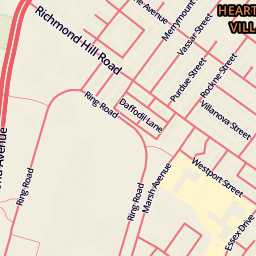 HEART
VILL
Avenue
Merrymount
Vassar Street
Richmond Hill Road
Rockne Street
Purdue Street
Villanova Street
Daffodil Lane
Ring Road
Avenue
Ring Road
Westport Street
Marsh Avenue
Ring Road
Essex Drive